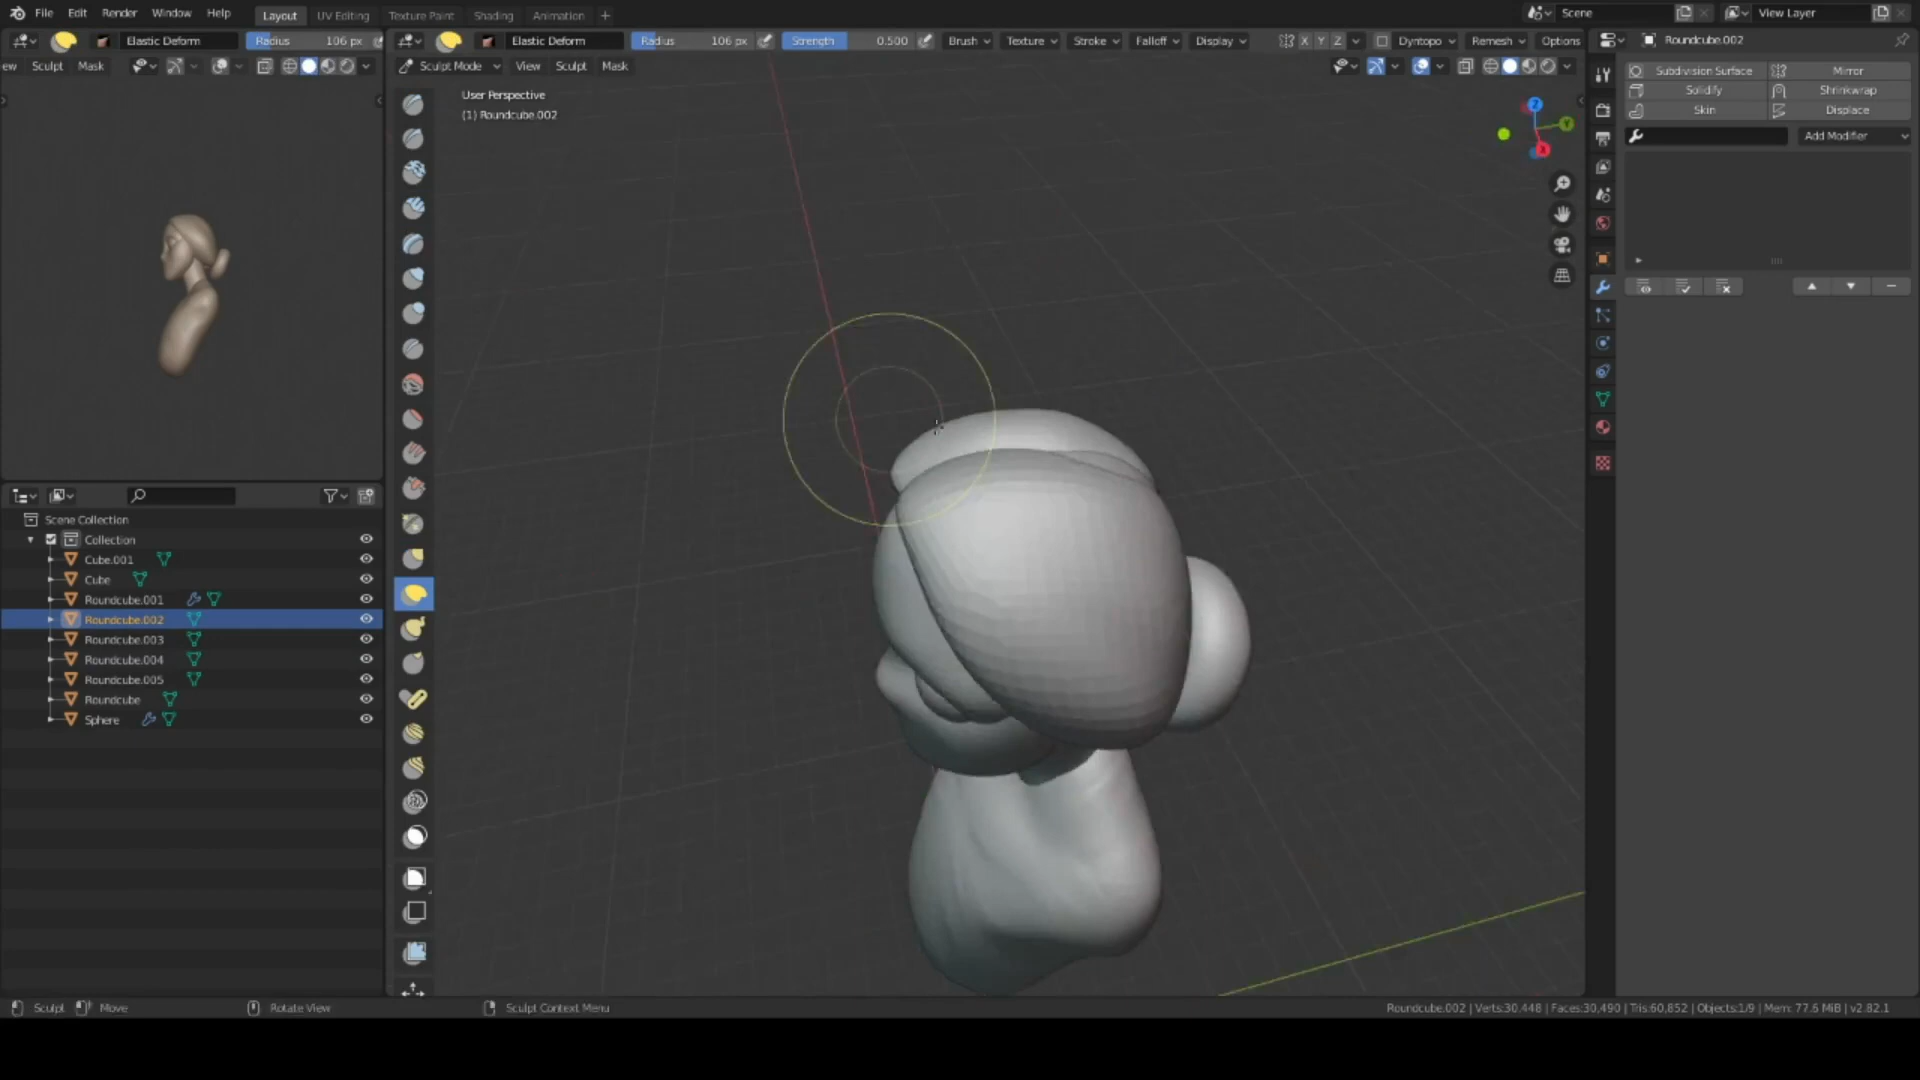 File Edit Render Window Help Layout UV Editing Texture Paint Shading Animation + Scene View Layer
Elastic Deform Radius 106 px Elastic Deform Radius 106 px Strength 0.500 Brush Texture Stroke Falloff Display X Y Z Dyntopo Remesh Options Roundcube.002
ew Sculpt Mask Sculpt Mode View Sculpt Mask
Subdivision Surface Mirror
Solidify Shrinkwrap
Skin Displace
Add Modifier
User Perspective
(1) Roundcube.002
Z Y X
Scene Collection
Collection
Cube.001
Cube
Roundcube.001
Roundcube.002
Roundcube.003
Roundcube.004
Roundcube.005
Roundcube
Sphere
Sculpt Move Rotate View Sculpt Context Menu Roundcube.002 | Verts:30,448 | Faces:30,490 | Tris:60,852 | Objects:1/9 | Mem: 77.6 MiB | v2.82.1